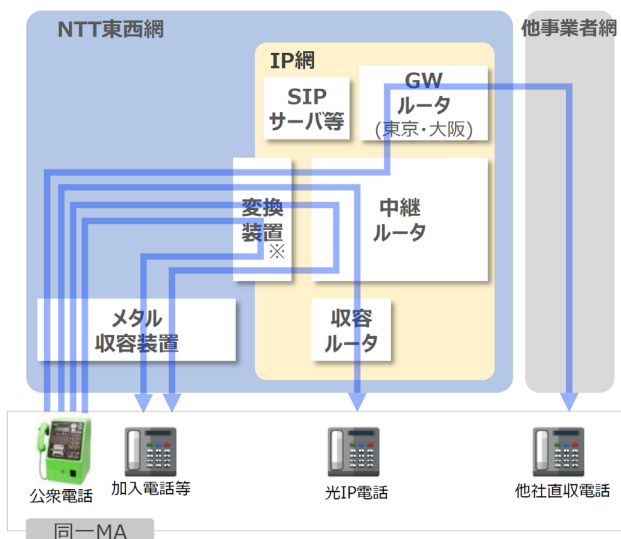 NTT東西網
他事業者網
IP網
SIP
サーバ等
GW
ルータ
(東京・大阪)
変換
装置
※
中継
ルータ
メタル
収容装置
収容
ルータ
公衆電話
加入電話等
光IP電話
他社直収電話
同一MA